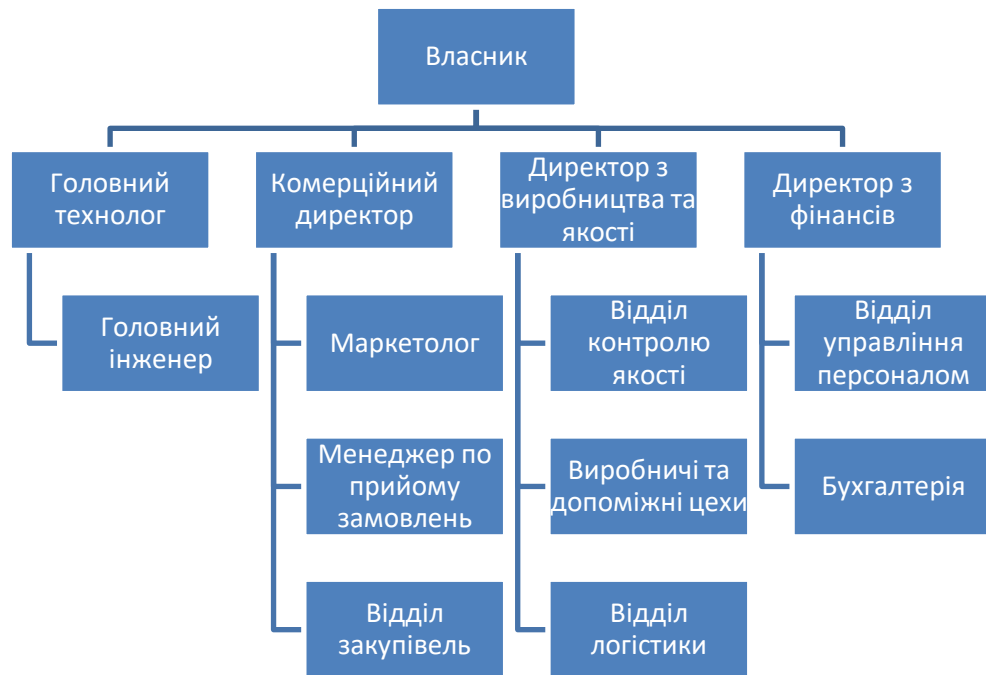 Власник
Головний
технолог
Комерційний
директор
Директор з
виробництва та
якості
Директор з
фінансів
Головний
інженер
Маркетолог
Відділ
контролю
якості
Відділ
управління
персоналом
Менеджер по
прийому
замовлень
Виробничі та
допоміжні цехи
Бухгалтерія
Відділ
закупівель
Відділ
логістики